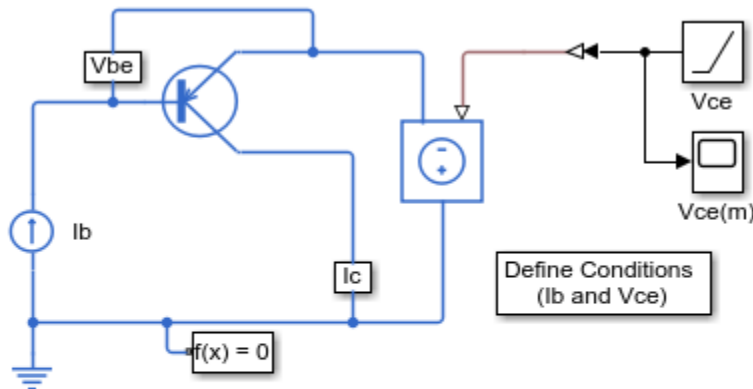 Vbe
Vce
Vce(m)
Ib
Ic
Define Conditions
(Ib and Vce)
f(x) = 0